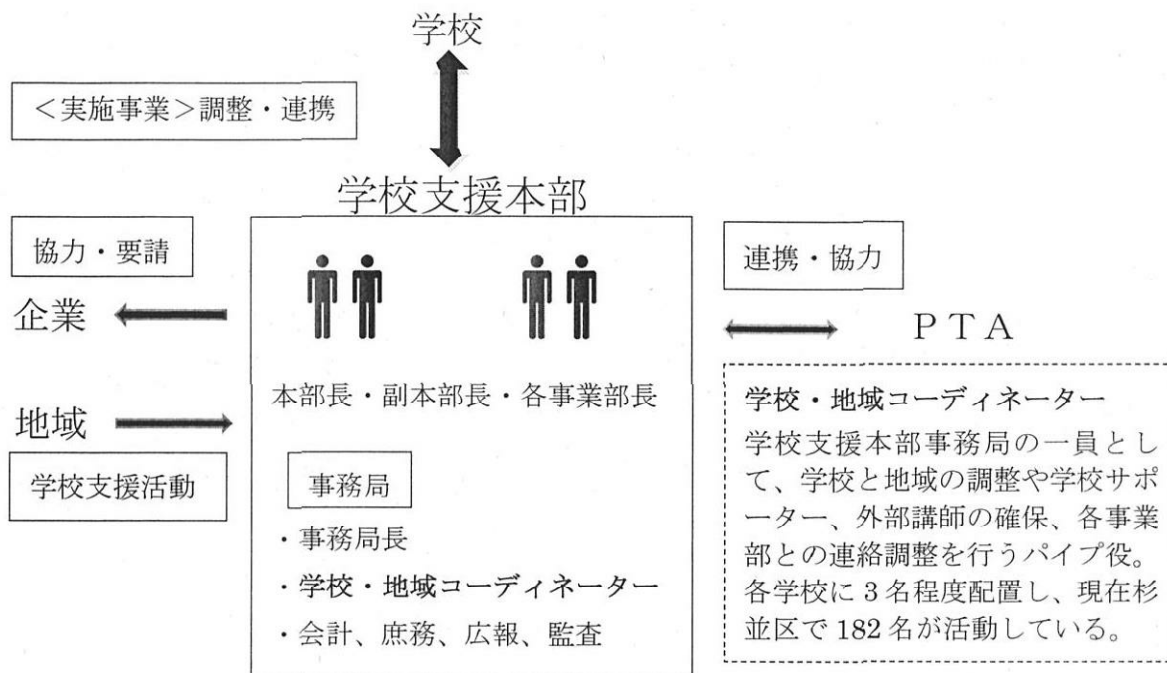 学校
＜実施事業＞調整・連携
学校支援本部
協力・要請
連携・協力
企業
ＰＴＡ
本部長・副本部長・各事業部長
地域
学校支援活動
事務局
・事務局長
・学校・地域コーディネーター
・会計、庶務、広報、監査
学校・地域コーディネーター
学校支援本部事務局の一員とし
て、学校と地域の調整や学校サポ
ーター、外部講師の確保、各事業
部との連絡調整を行うパイプ役。
各学校に 3 名程度配置し、現在杉
並区で 182 名が活動している。